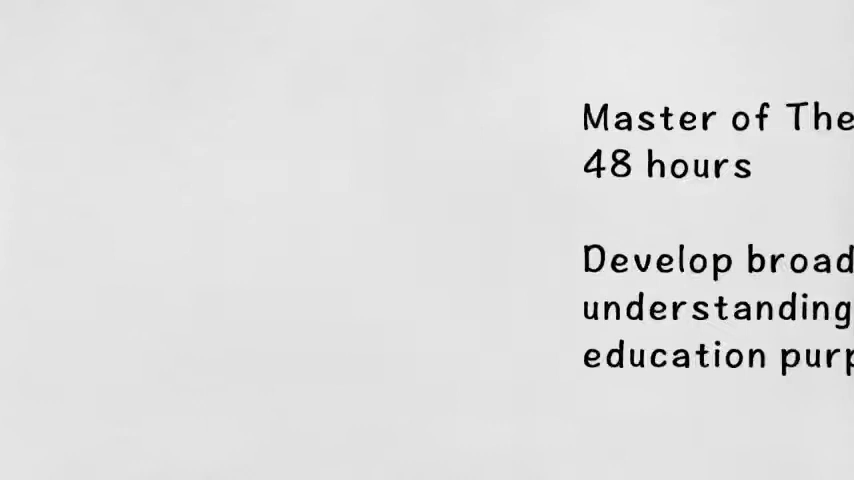 Master of The
48 hours
Develop broad
understanding
education purp